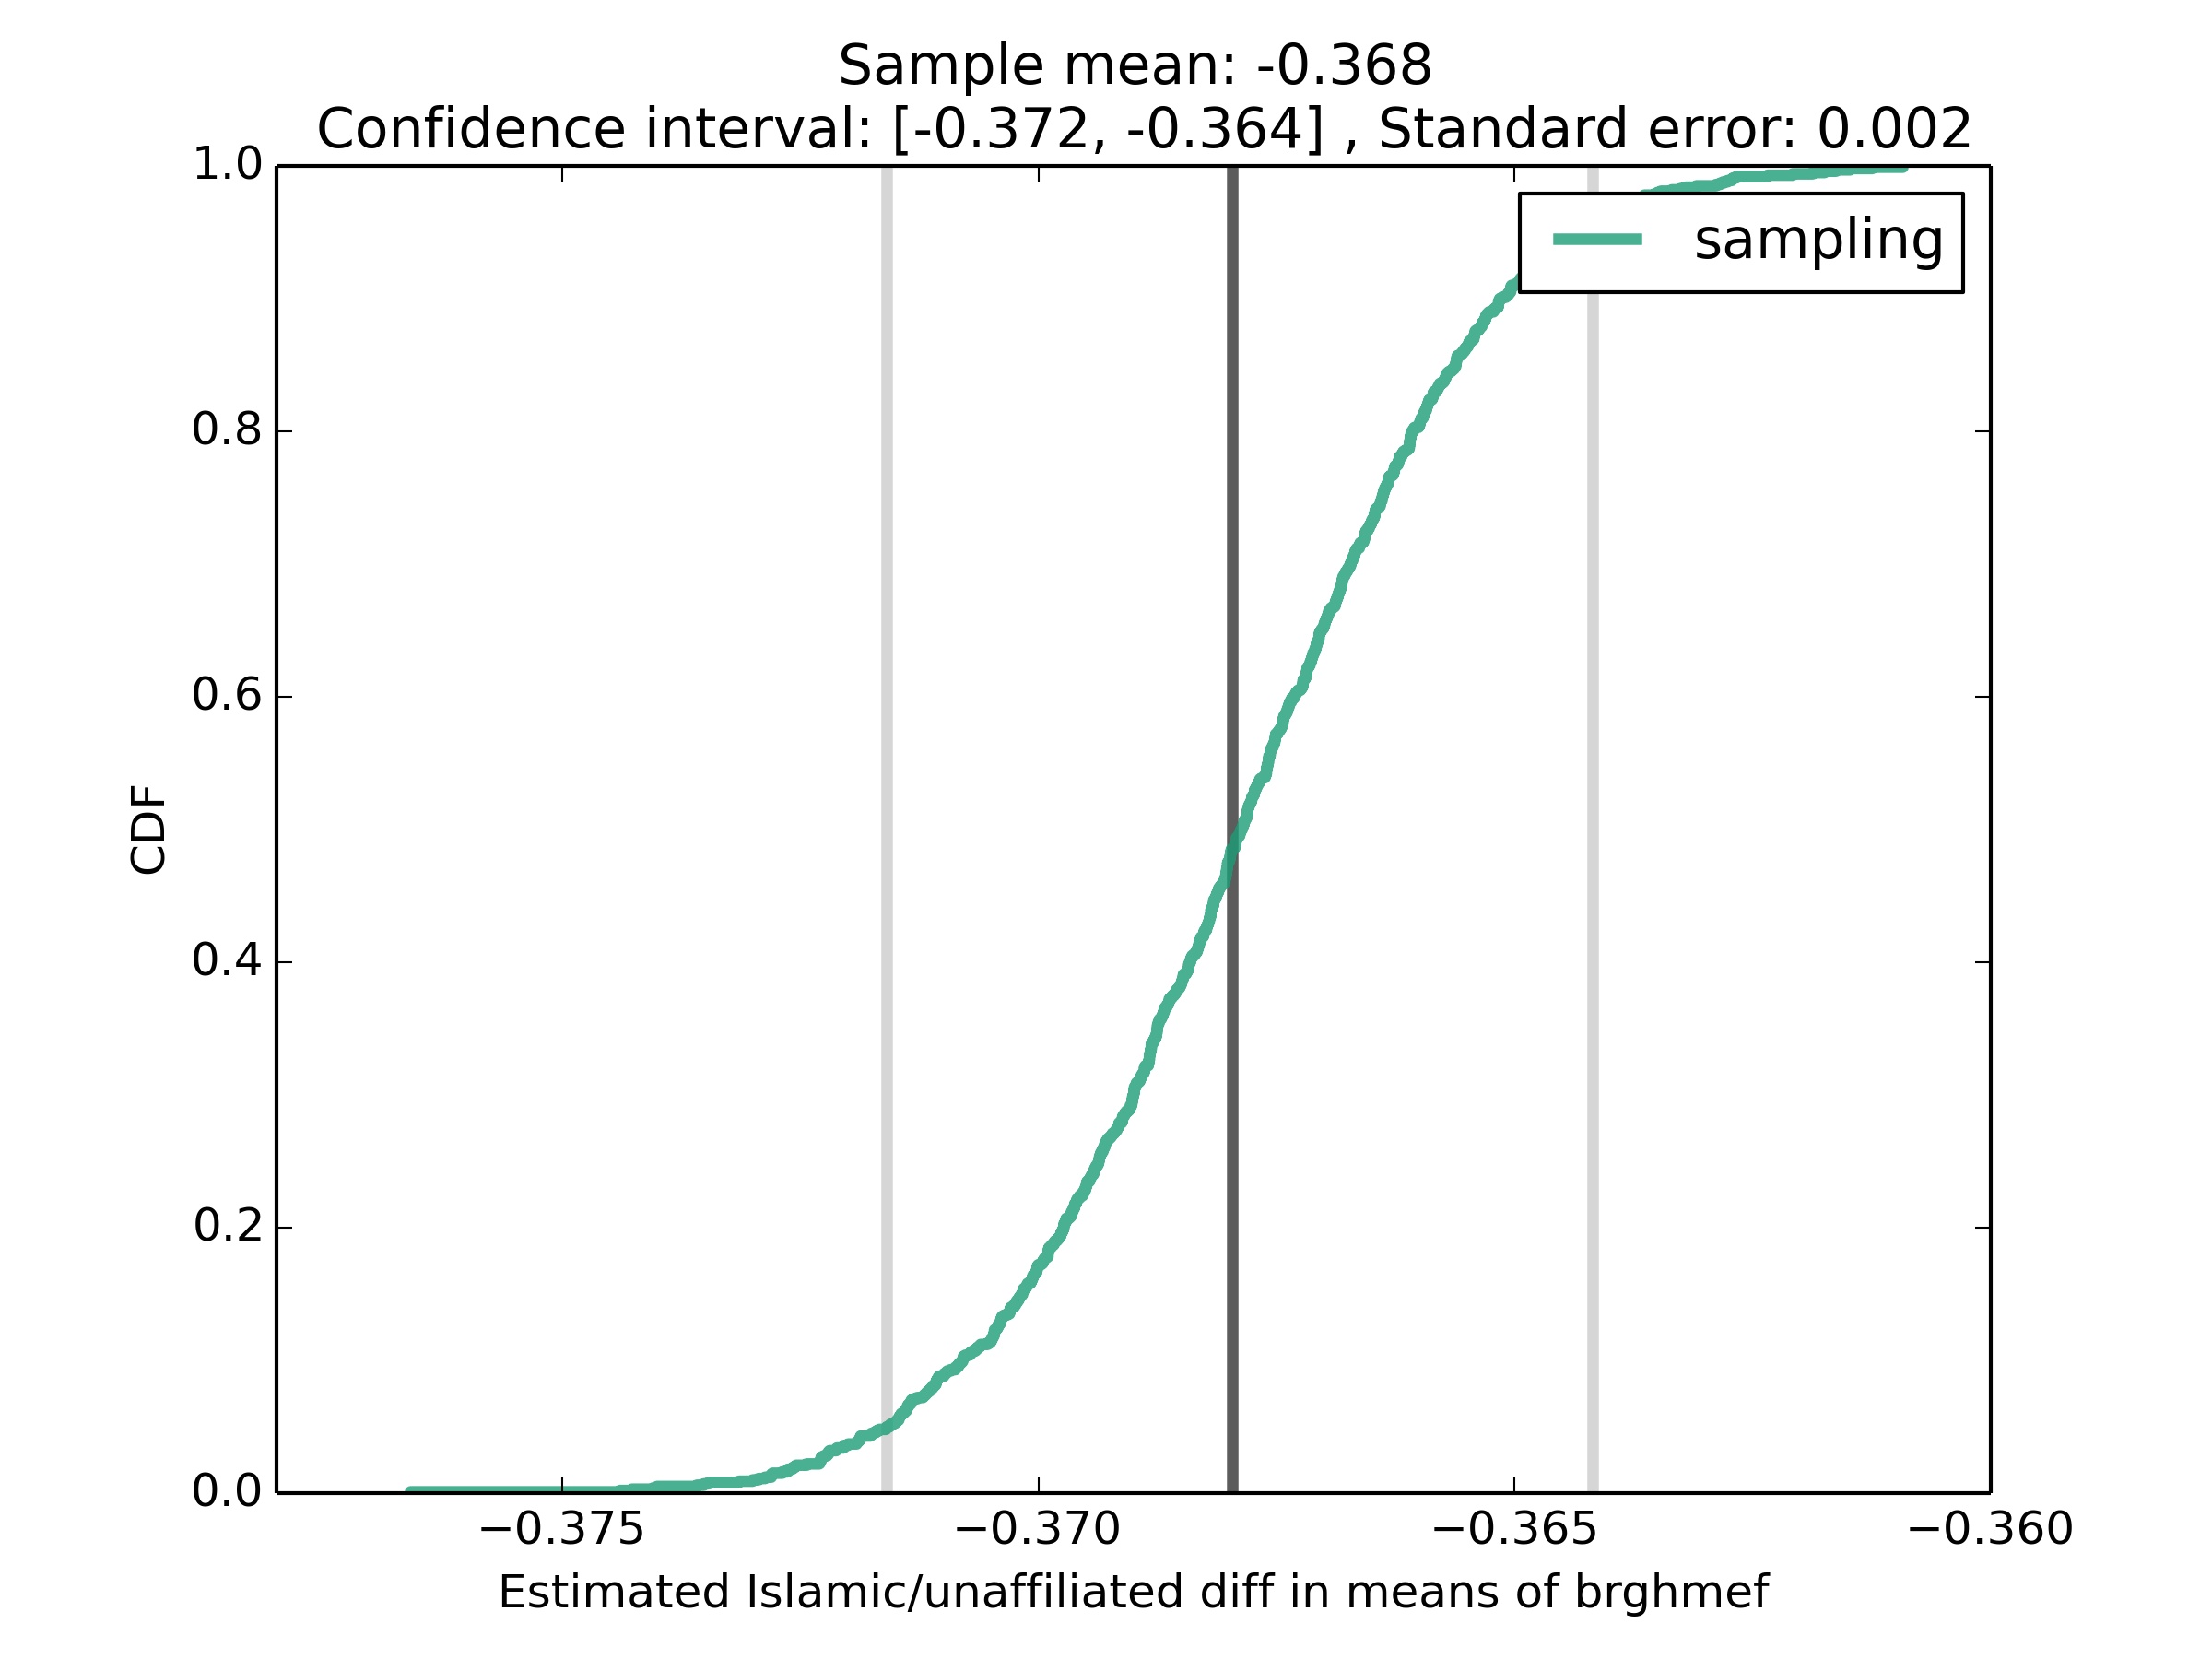 Sample mean: -0.368
Confidence interval: [-0.372, -0.364] , Standard error: 0.002
1.0
sampling
0.8
0.6
CDF
0.4
0.2
0.0
−0.375 −0.370 −0.365 −0.360
Estimated Islamic/unaffiliated diff in means of brghmef